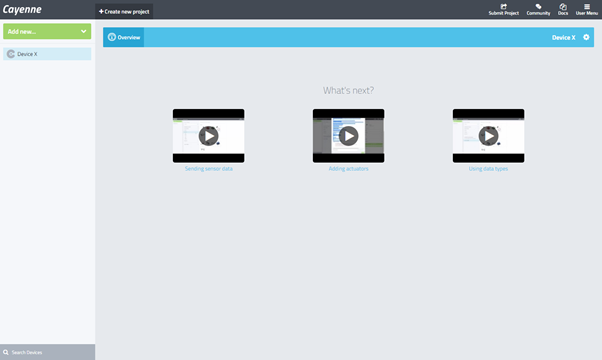 Cayenne
+ Create new project
Submit Project
Community
Docs
User Menu
Add new...
Device X
Overview
Device X
What's next?
Sending sensor data
Adding actuators
Using data types
Search Devices